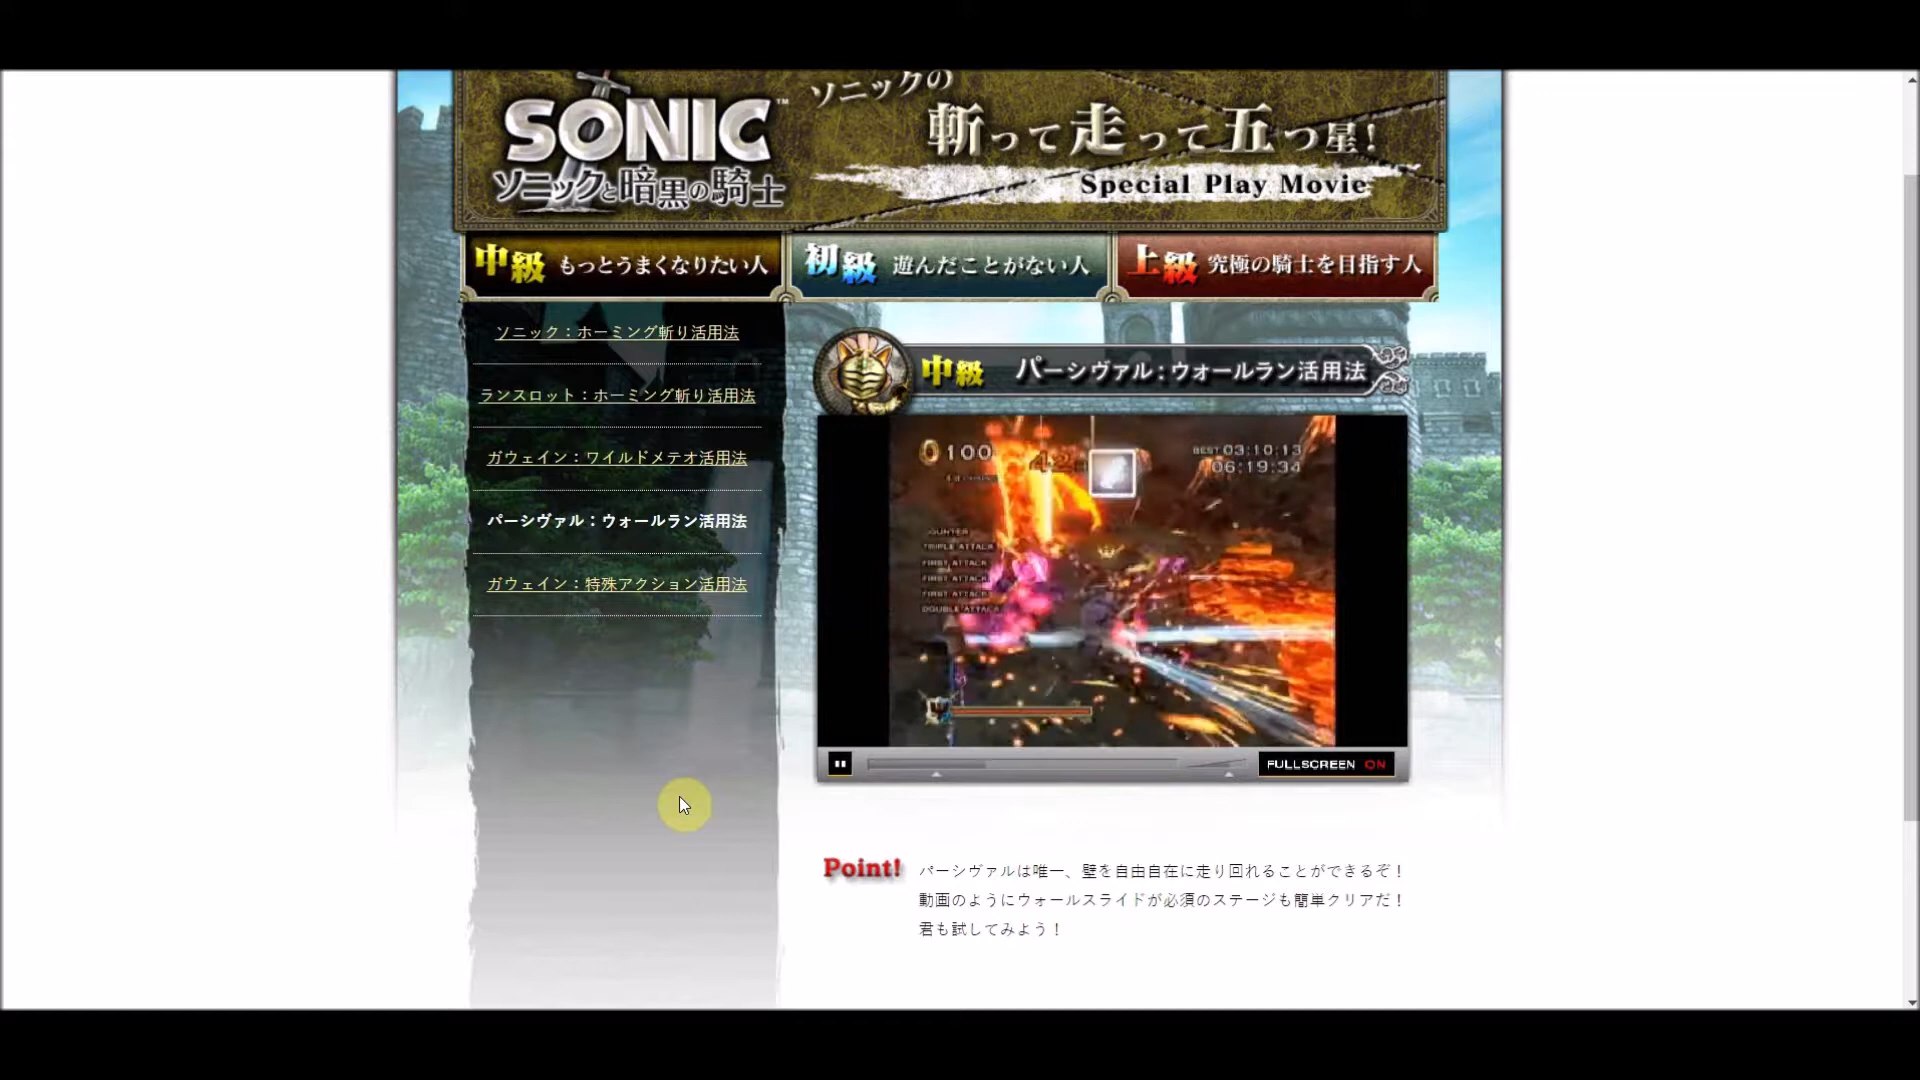 SONIC™
ソニックと暗黒の騎士
ソニックの
斬って走って五つ星!
Special Play Movie
中級 もっとうまくなりたい人
初級 遊んだことがない人
上級 究極の騎士を目指す人
ソニック：ホーミング斬り活用法
ランスロット：ホーミング斬り活用法
ガウェイン：ワイルドメテオ活用法
パーシヴァル：ウォールラン活用法
ガウェイン：特殊アクション活用法
中級 パーシヴァル：ウォールラン活用法
100
42
BEST 03:10:13
06:19:34
GUNTER
TRIPLE ATTACK
FIRST ATTACK
FIRST ATTACK
FIRST ATTACK
DOUBLE ATTACK
FULLSCREEN ON
Point!
パーシヴァルは唯一、壁を自由自在に走り回れることができるぞ！
動画のようにウォールスライドが必須のステージも簡単クリアだ！
君も試してみよう！